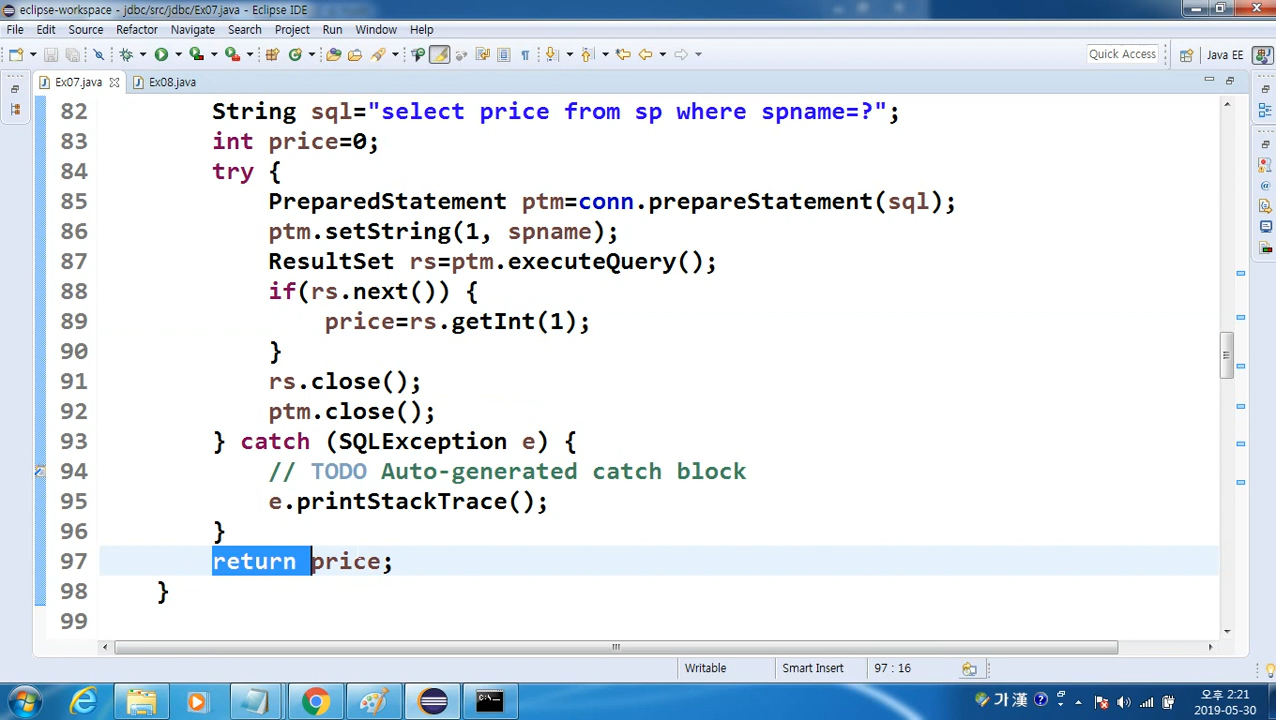 eclipse-workspace - jdbc/src/jdbc/Ex07.java - Eclipse IDE
File Edit Source Refactor Navigate Search Project Run Window Help
Quick Access Java EE
Ex07.java Ex08.java
82 String sql="select price from sp where spname=?";
83 int price=0;
84 try {
85 PreparedStatement ptm=conn.prepareStatement(sql);
86 ptm.setString(1, spname);
87 ResultSet rs=ptm.executeQuery();
88 if(rs.next()) {
89 price=rs.getInt(1);
90 }
91 rs.close();
92 ptm.close();
93 } catch (SQLException e) {
94 // TODO Auto-generated catch block
95 e.printStackTrace();
96 }
97 return price;
98 }
99
Writable Smart Insert 97 : 16
가 漢 오후 2:21
2019-05-30